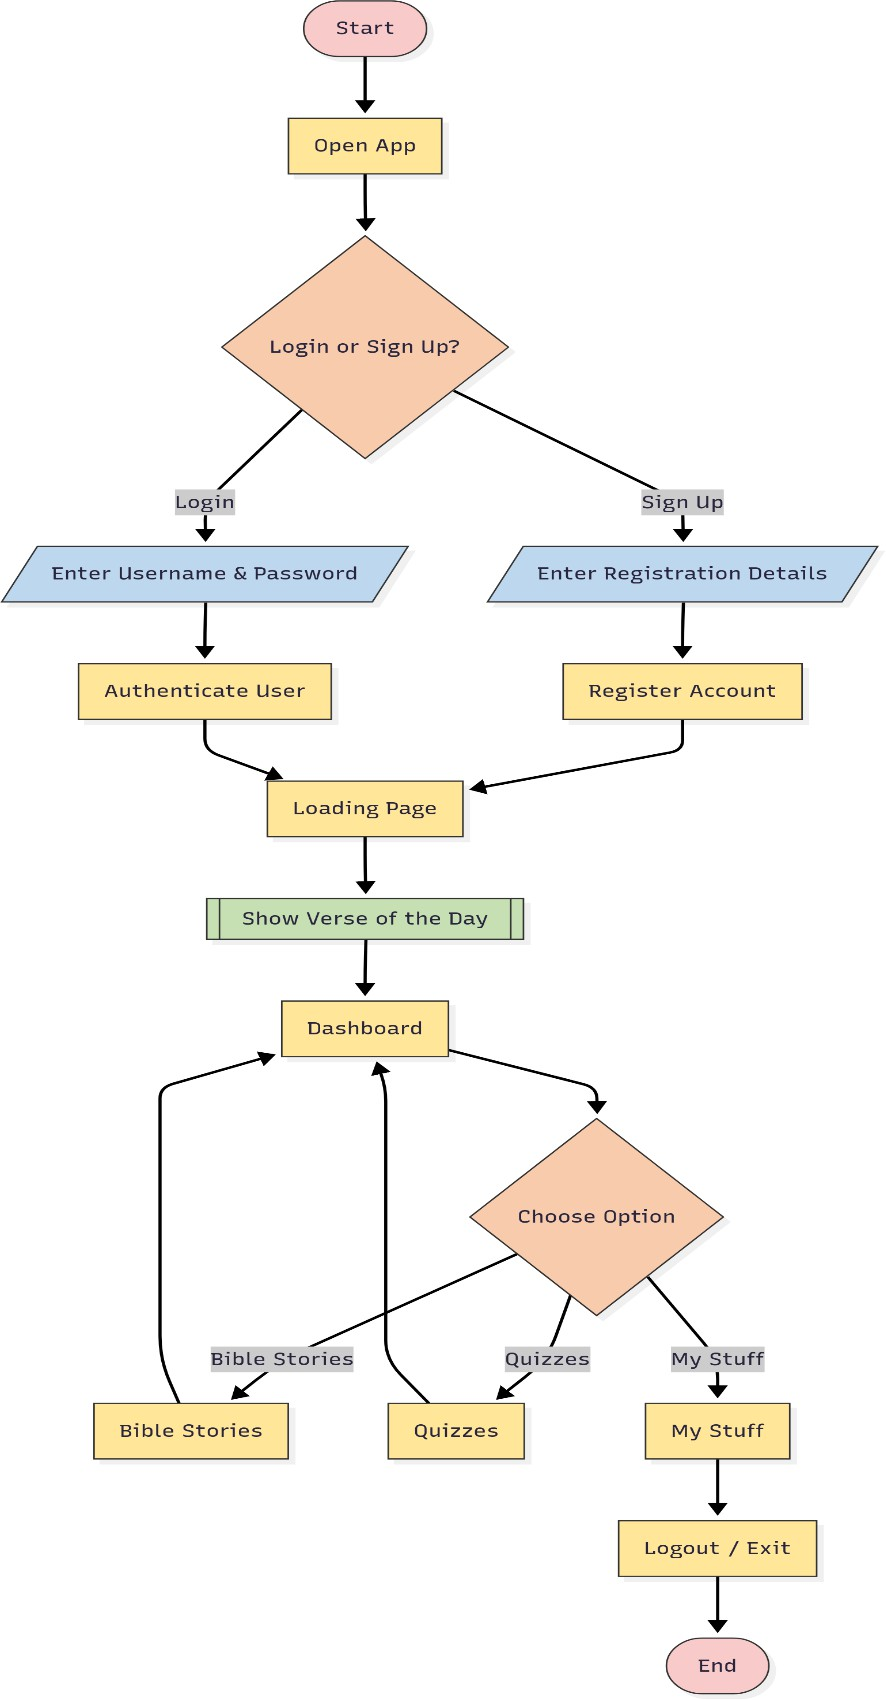 Start
Open App
Login or Sign Up?
Login
Sign Up
Enter Username & Password
Enter Registration Details
Authenticate User
Register Account
Loading Page
Show Verse of the Day
Dashboard
Choose Option
Bible Stories
Quizzes
My Stuff
Bible Stories
Quizzes
My Stuff
Logout / Exit
End